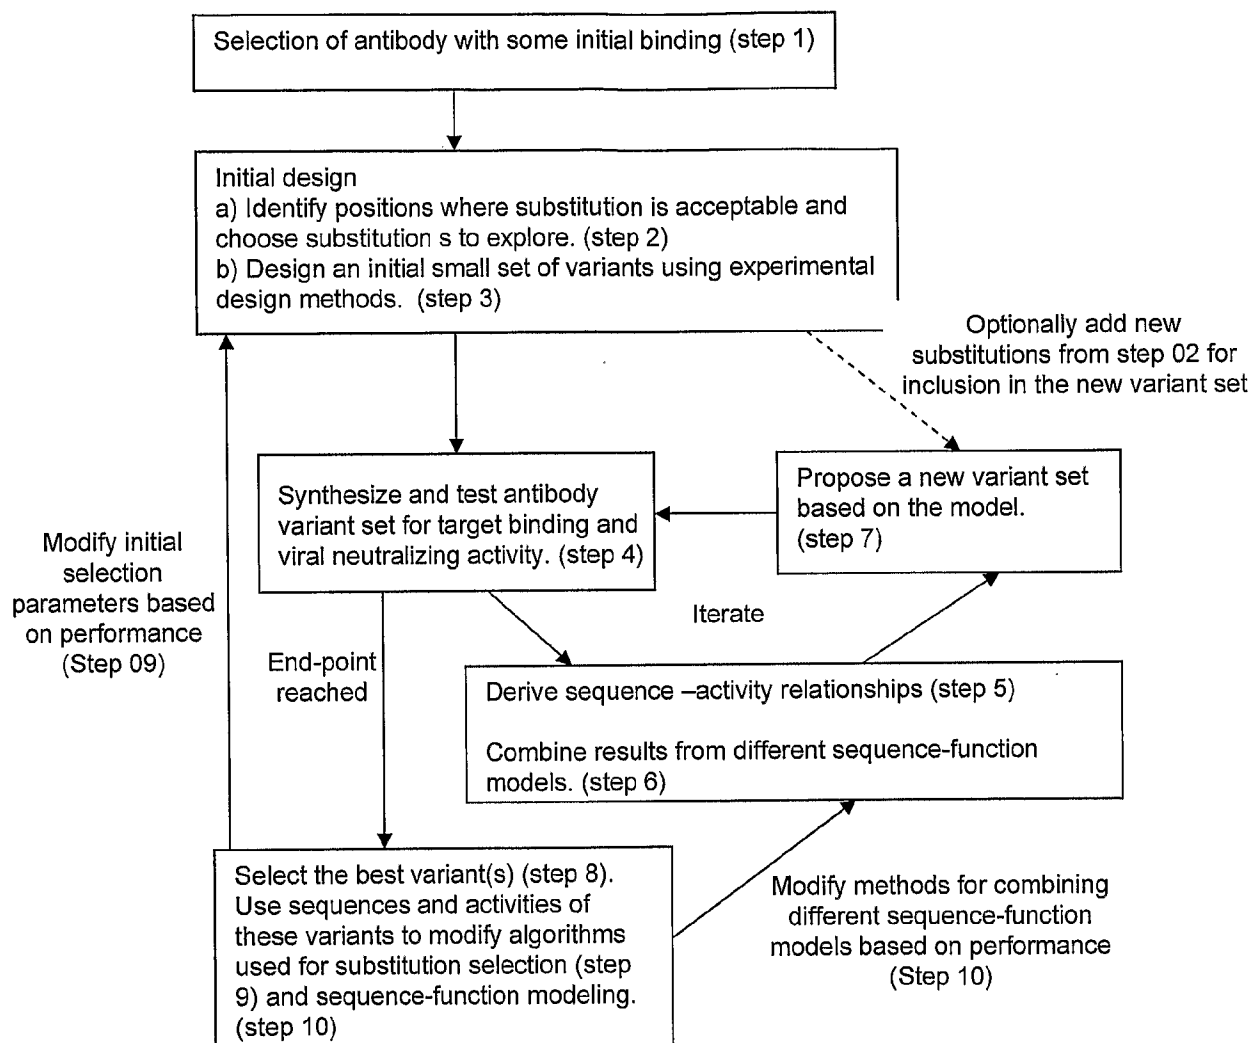 Selection of antibody with some initial binding (step 1)
Initial design
a) Identify positions where substitution is acceptable and
choose substitution s to explore. (step 2)
b) Design an initial small set of variants using experimental
design methods. (step 3)
Optionally add new
substitutions from step 02 for
inclusion in the new variant set
Synthesize and test antibody
variant set for target binding and
viral neutralizing activity. (step 4)
Propose a new variant set
based on the model.
(step 7)
Modify initial
selection
parameters based
on performance
(Step 09)
Iterate
End-point
reached
Derive sequence –activity relationships (step 5)
Combine results from different sequence-function
models. (step 6)
Select the best variant(s) (step 8).
Use sequences and activities of
these variants to modify algorithms
used for substitution selection (step
9) and sequence-function modeling.
(step 10)
Modify methods for combining
different sequence-function
models based on performance
(Step 10)